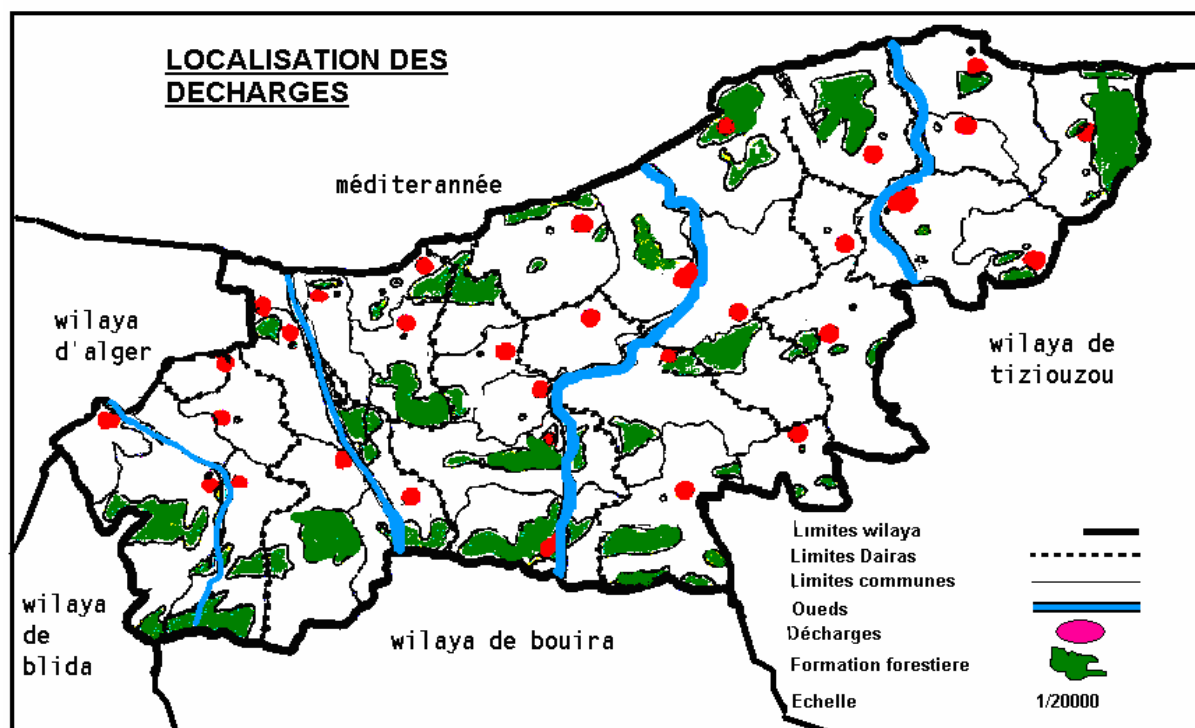 LOCALISATION DES
DECHARGES
méditerannée
wilaya
d'alger
wilaya de
tiziouzou
wilaya
de
blida
wilaya de bouira
Limites wilaya
Limites Dairas
Limites communes
Oueds
Décharges
Formation forestiere
Echelle 1/20000